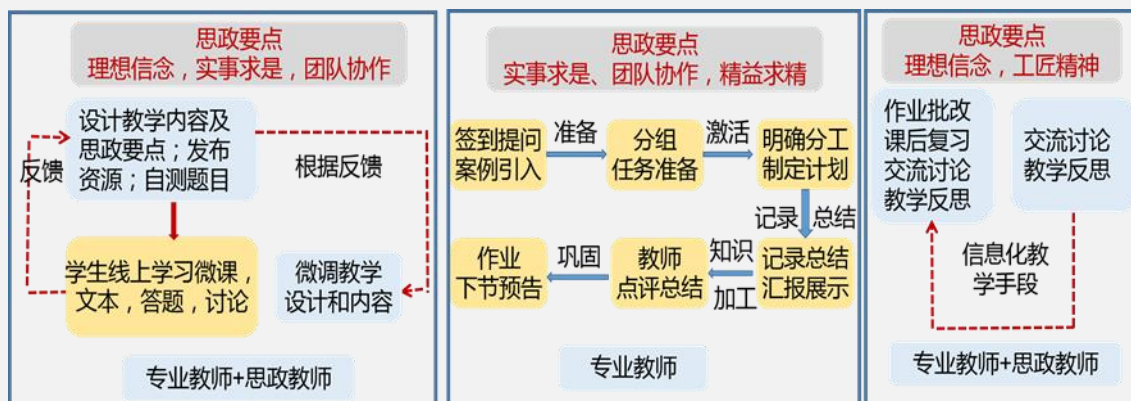 思政要点
理想信念，实事求是，团队协作
设计教学内容及
思政要点；发布
资源；自测题目
反馈
根据反馈
学生线上学习微课，
文本，答题，讨论
微调教学
设计和内容
专业教师+思政教师
思政要点
实事求是、团队协作，精益求精
签到提问
案例引入
准备
分组
任务准备
激活
明确分工
制定计划
记录 总结
记录总结
汇报展示
知识
加工
教师
点评总结
巩固
作业
下节预告
专业教师
思政要点
理想信念，工匠精神
作业批改
课后复习
交流讨论
教学反思
交流讨论
教学反思
信息化教
学手段
专业教师+思政教师